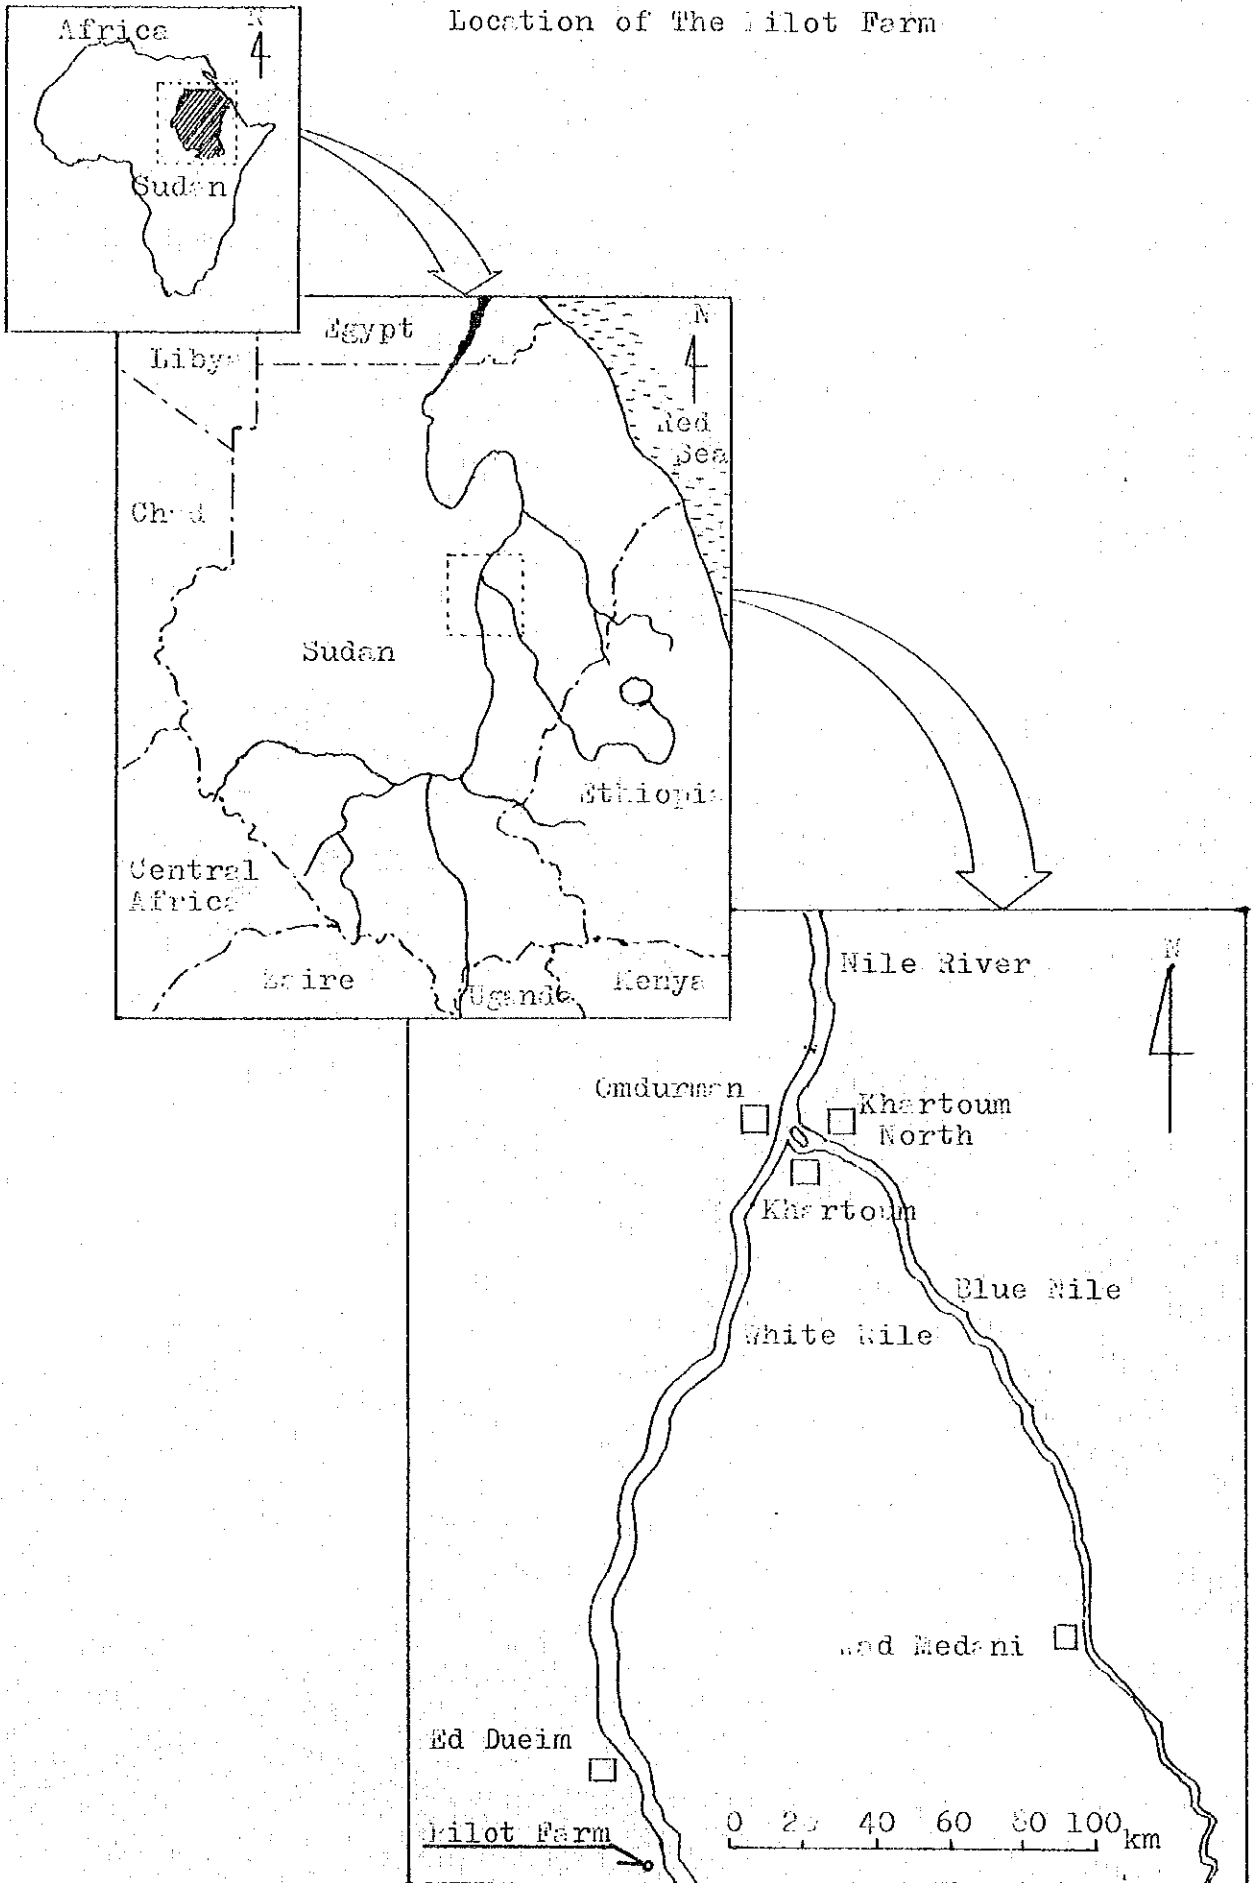 Location of The Pilot Farm
Africa
N
Sudan
Egypt
N
Libya
Red
Sea
Chad
Sudan
Ethiopia
Central
Africa
Zaire
Uganda
Kenya
Nile River
N
Omdurman
Khartoum
North
Khartoum
Blue Nile
White Nile
Wad Medani
Ed Dueim
0 20 40 60 80 100 km
Pilot Farm